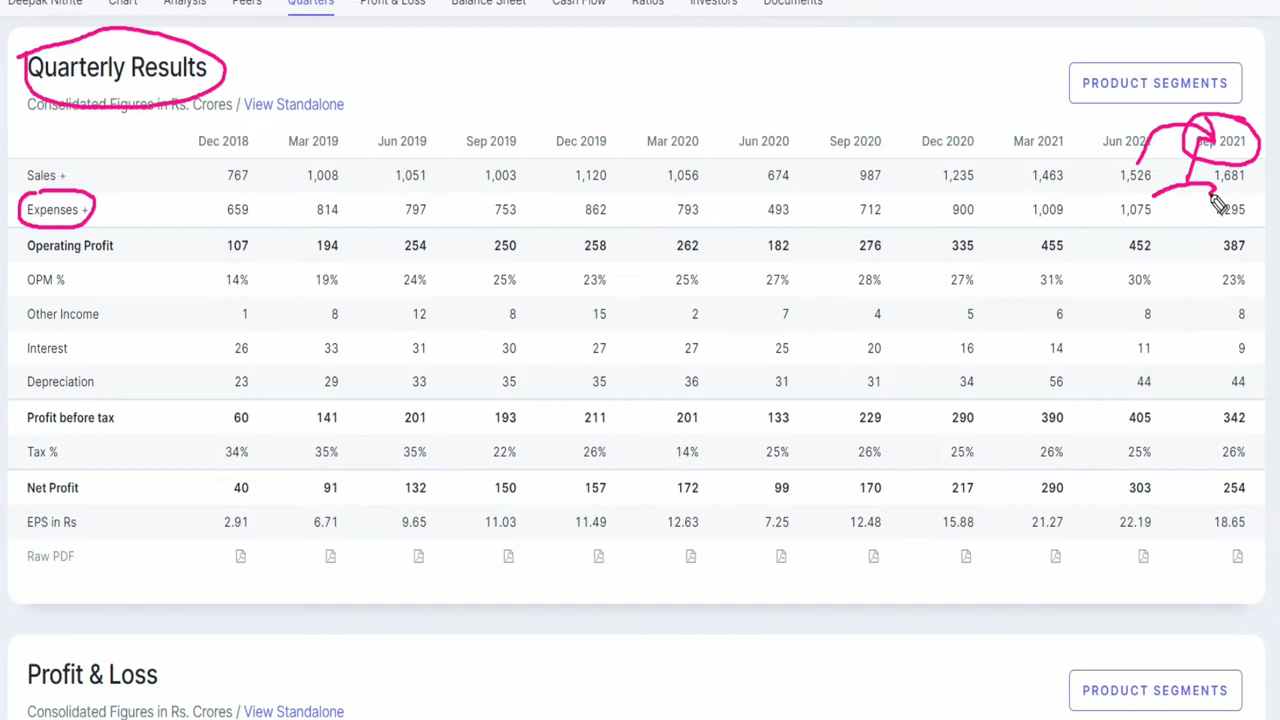 Deepak Nitrite Chart Analysis Peers Quarters Profit & Loss Balance Sheet Cash Flow Ratios Investors Documents
Quarterly Results
PRODUCT SEGMENTS
Consolidated Figures in Rs. Crores / View Standalone
Dec 2018 Mar 2019 Jun 2019 Sep 2019 Dec 2019 Mar 2020 Jun 2020 Sep 2020 Dec 2020 Mar 2021 Jun 2021 Sep 2021
Sales + 767 1,008 1,051 1,003 1,120 1,056 674 987 1,235 1,463 1,526 1,681
Expenses + 659 814 797 753 862 793 493 712 900 1,009 1,075 295
Operating Profit 107 194 254 250 258 262 182 276 335 455 452 387
OPM % 14% 19% 24% 25% 23% 25% 27% 28% 27% 31% 30% 23%
Other Income 1 8 12 8 15 2 7 4 5 6 8 8
Interest 26 33 31 30 27 27 25 20 16 14 11 9
Depreciation 23 29 33 35 35 36 31 31 34 56 44 44
Profit before tax 60 141 201 193 211 201 133 229 290 390 405 342
Tax % 34% 35% 35% 22% 26% 14% 25% 26% 25% 26% 25% 26%
Net Profit 40 91 132 150 157 172 99 170 217 290 303 254
EPS in Rs 2.91 6.71 9.65 11.03 11.49 12.63 7.25 12.48 15.88 21.27 22.19 18.65
Raw PDF
Profit & Loss
PRODUCT SEGMENTS
Consolidated Figures in Rs. Crores / View Standalone